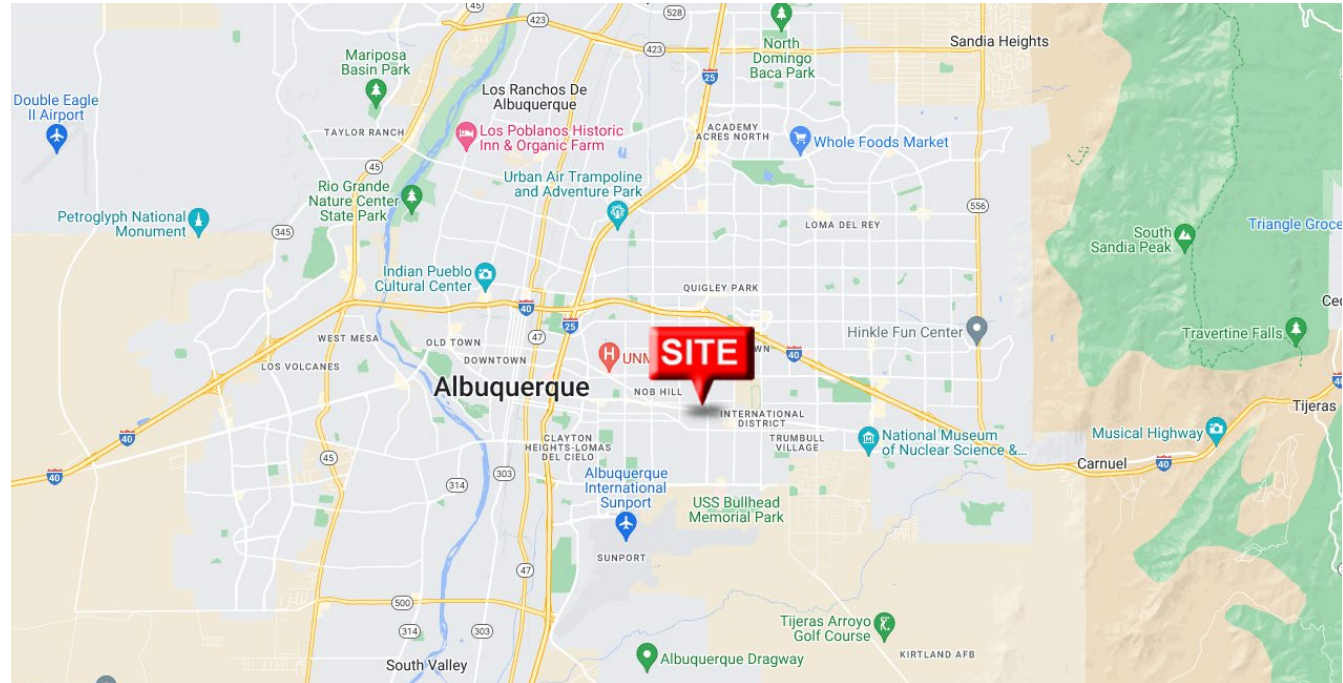 45
423
528
423
North
Domingo
Baca Park
Sandia Heights
Mariposa
Basin Park
25
Double Eagle
II Airport
Los Ranchos De
Albuquerque
TAYLOR RANCH
Los Poblanos Historic
Inn & Organic Farm
ACADEMY
ACRES NORTH
Whole Foods Market
45
Urban Air Trampoline
and Adventure Park
Rio Grande
Nature Center
State Park
556
Petroglyph National
Monument
345
LOMA DEL REY
South
Sandia Peak
Triangle Groce
Indian Pueblo
Cultural Center
QUIGLEY PARK
40
25
Cec
WEST MESA
OLD TOWN
47
Hinkle Fun Center
Travertine Falls
LOS VOLCANES
DOWNTOWN
H
UNM
SITE
WN
40
Albuquerque
NOB HILL
40
Tijeras
INTERNATIONAL
DISTRICT
40
CLAYTON
HEIGHTS-LOMAS
DEL CIELO
TRUMBULL
VILLAGE
National Museum
of Nuclear Science &...
Musical Highway
45
Carnuel
40
40
314
303
Albuquerque
International
Sunport
USS Bullhead
Memorial Park
SUNPORT
47
500
314
303
Tijeras Arroyo
Golf Course
KIRTLAND AFB
South Valley
Albuquerque Dragway